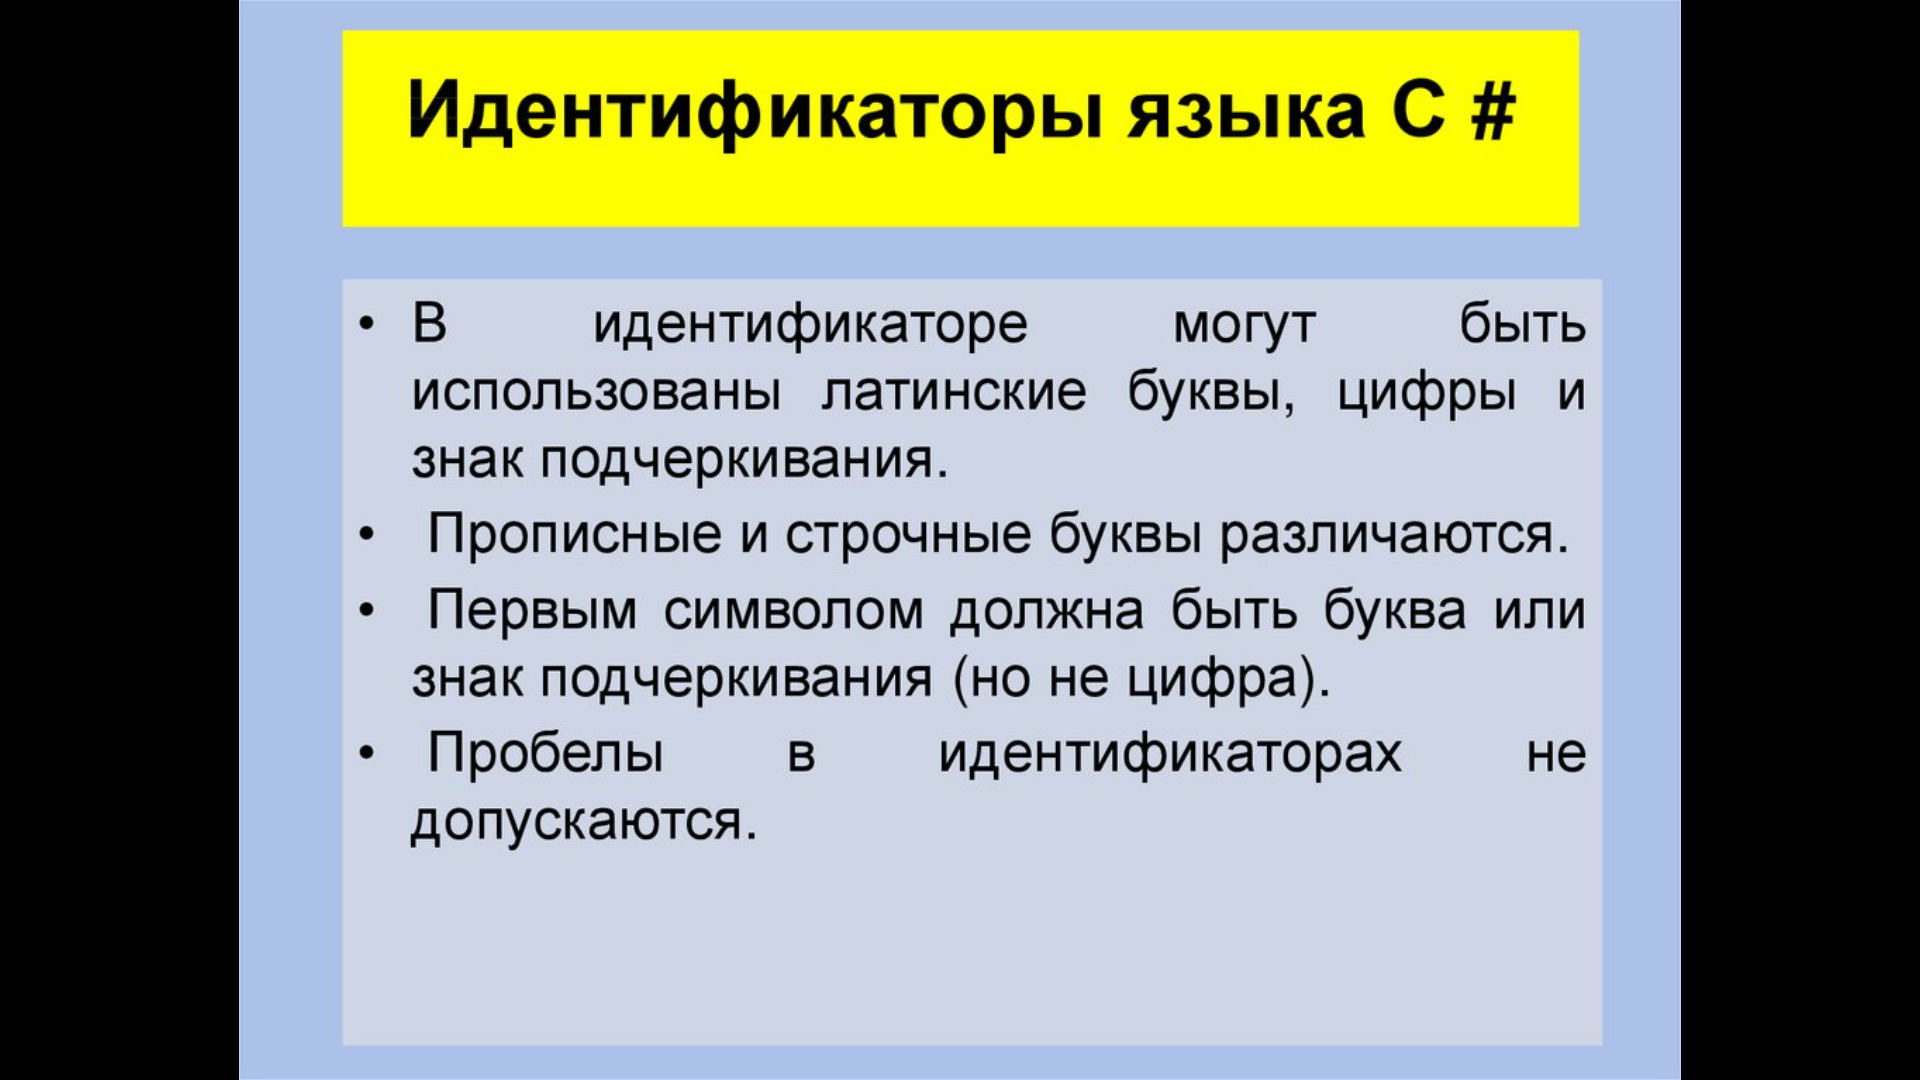 Идентификаторы языка C #
• В идентификаторе могут быть
использованы латинские буквы, цифры и
знак подчеркивания.
• Прописные и строчные буквы различаются.
• Первым символом должна быть буква или
знак подчеркивания (но не цифра).
• Пробелы в идентификаторах не
допускаются.